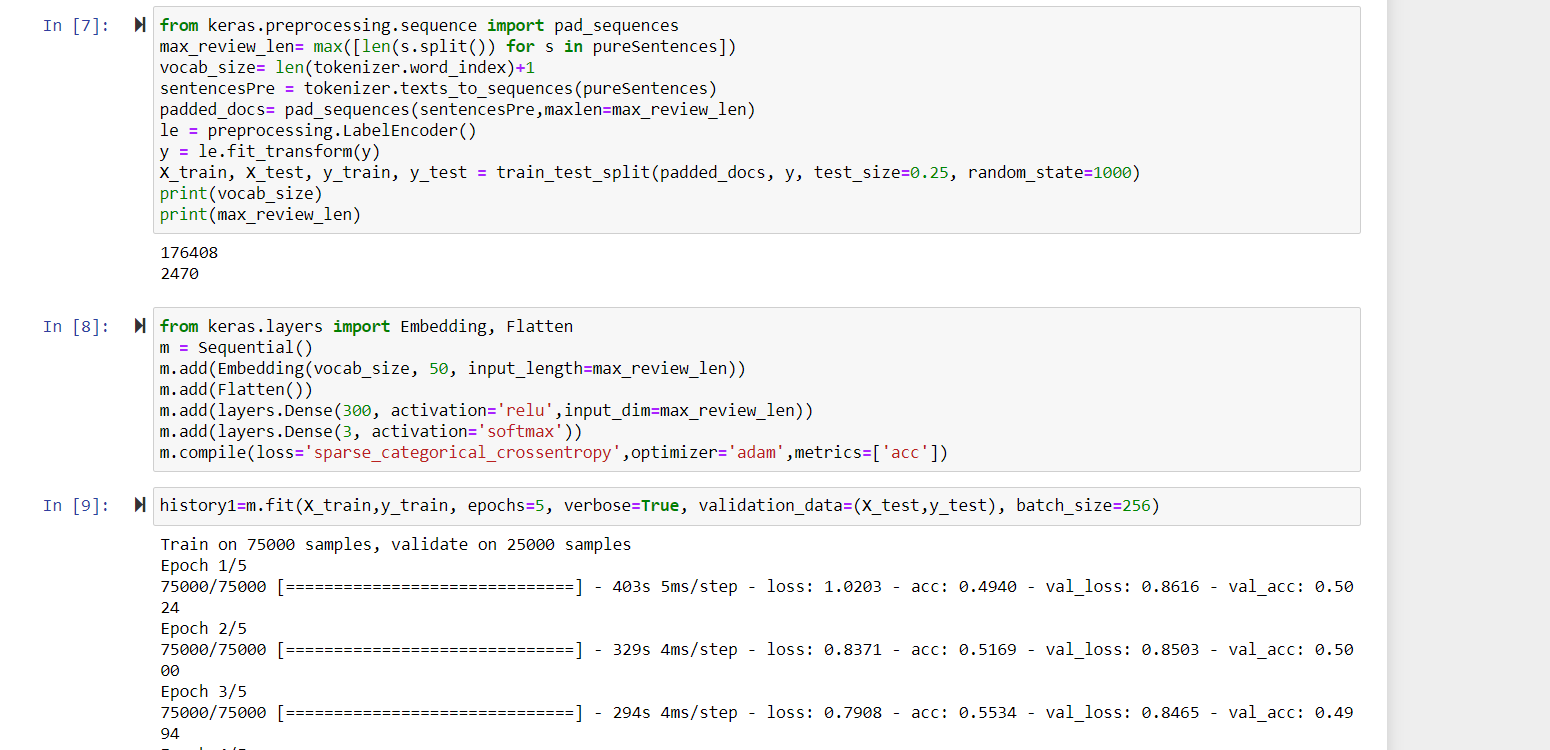 In [7]:
from keras.preprocessing.sequence import pad_sequences
max_review_len= max([len(s.split()) for s in pureSentences])
vocab_size= len(tokenizer.word_index)+1
sentencesPre = tokenizer.texts_to_sequences(pureSentences)
padded_docs= pad_sequences(sentencesPre,maxlen=max_review_len)
le = preprocessing.LabelEncoder()
y = le.fit_transform(y)
X_train, X_test, y_train, y_test = train_test_split(padded_docs, y, test_size=0.25, random_state=1000)
print(vocab_size)
print(max_review_len)
176408
2470
In [8]:
from keras.layers import Embedding, Flatten
m = Sequential()
m.add(Embedding(vocab_size, 50, input_length=max_review_len))
m.add(Flatten())
m.add(layers.Dense(300, activation='relu',input_dim=max_review_len))
m.add(layers.Dense(3, activation='softmax'))
m.compile(loss='sparse_categorical_crossentropy',optimizer='adam',metrics=['acc'])
In [9]:
history1=m.fit(X_train,y_train, epochs=5, verbose=True, validation_data=(X_test,y_test), batch_size=256)
Train on 75000 samples, validate on 25000 samples
Epoch 1/5
75000/75000 [==============================] - 403s 5ms/step - loss: 1.0203 - acc: 0.4940 - val_loss: 0.8616 - val_acc: 0.50
24
Epoch 2/5
75000/75000 [==============================] - 329s 4ms/step - loss: 0.8371 - acc: 0.5169 - val_loss: 0.8503 - val_acc: 0.50
00
Epoch 3/5
75000/75000 [==============================] - 294s 4ms/step - loss: 0.7908 - acc: 0.5534 - val_loss: 0.8465 - val_acc: 0.49
94